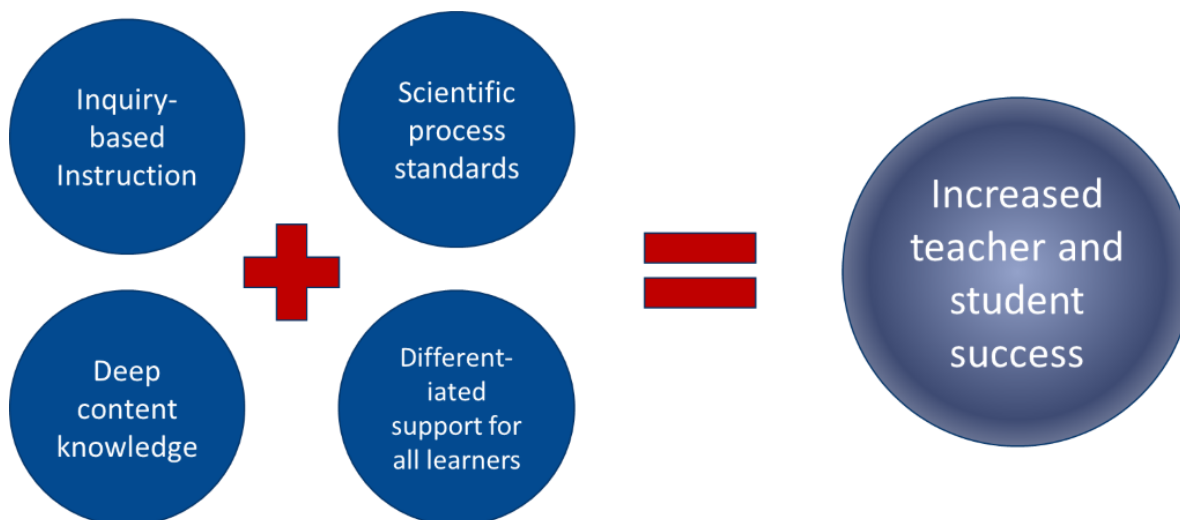 Inquiry-
based
Instruction
Scientific
process
standards
Deep
content
knowledge
Different-
iated
support for
all learners
Increased
teacher and
student
success